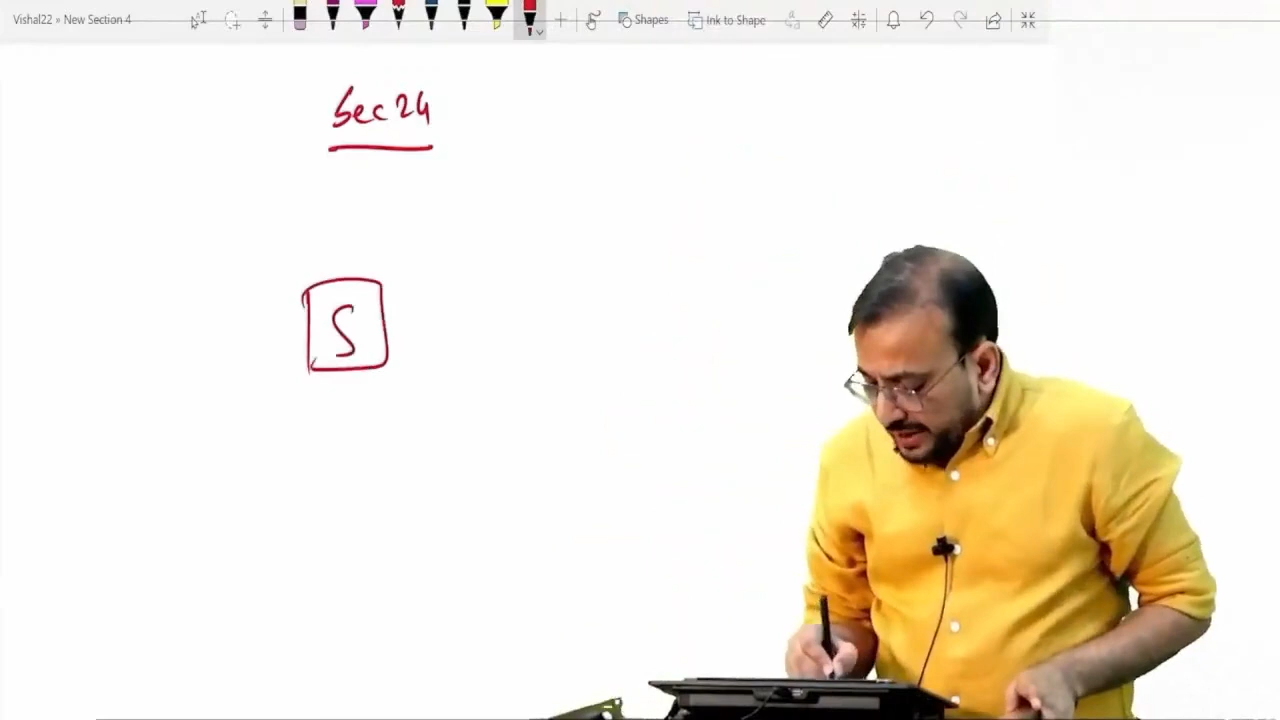 Vishal22 » New Section 4
Shapes
Ink to Shape
Sec 24
S